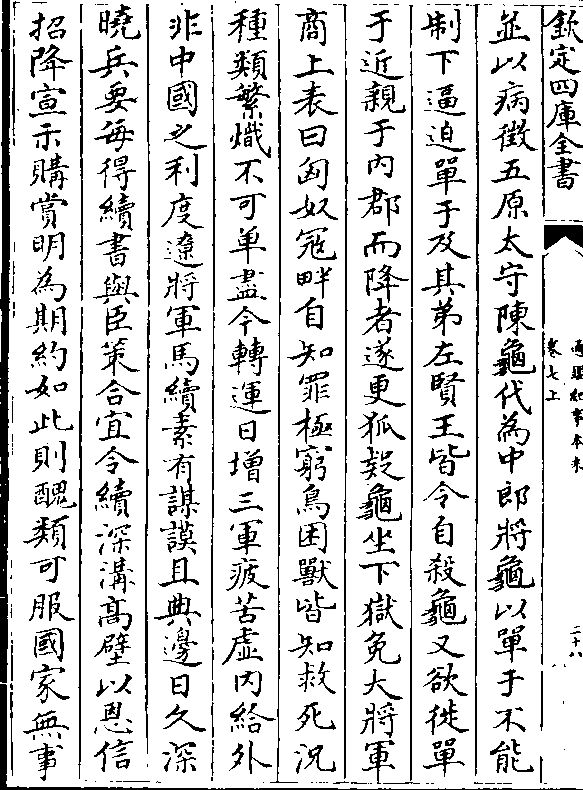 欽定四庫全書
通鑑紀事本末
卷七上
二十八
並以病徵五原太守陳龜代為中郎將龜以單于不能
制下逼迫單于及其弟左賢王皆令自殺龜又欲徙單
于近親于內郡而降者遂更狐疑龜坐下獄免大將軍
商上表曰匈奴冦畔自知罪極窮鳥困獸皆知救死況
種類繁熾不可单盡今轉運日增三軍疲苦虛內給外
非中國之利度遼將軍馬續素有謀謨且典邊日久深
曉兵要每得續書與臣策合宜令續深溝高壁以恩信
招降宣示購賞明為期約如此則醜類可服國家無事